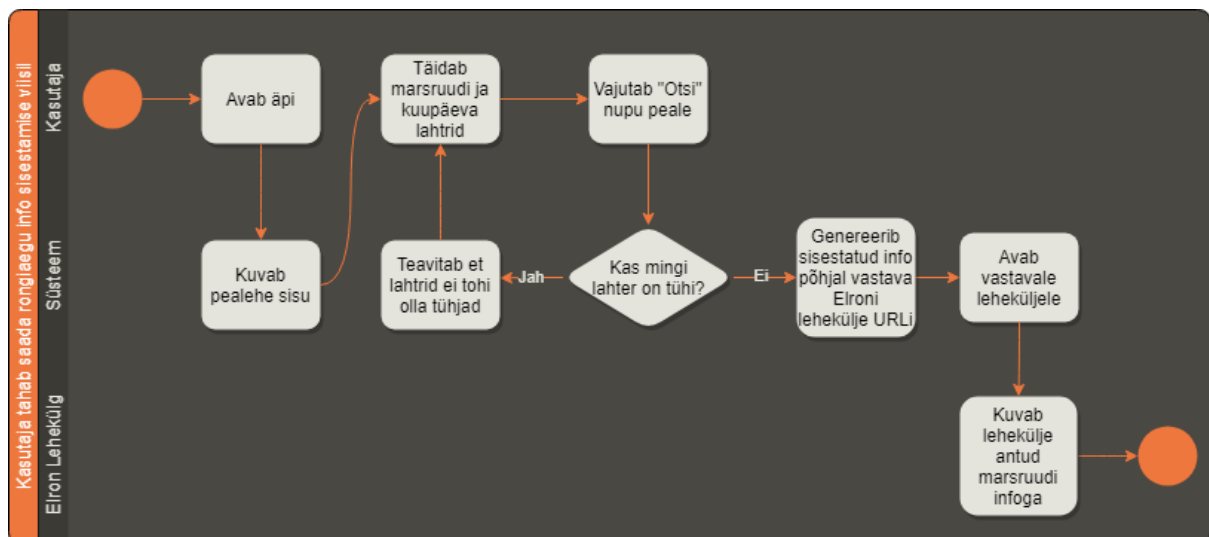 Kasutaja tahab saada rongiaegu info sisestamise viisil
Kasutaja
Avab äpi
Täidab
marsruudi ja
kuupäeva
lahtrid
Vajutab "Otsi"
nupu peale
Süsteem
Kuvab
pealehe sisu
Teavitab et
lahtrid ei tohi
olla tühjad
Jah
Kas mingi
lahter on tühi?
Ei
Genereerib
sisestatud info
põhjal vastava
Elroni
lehekülje URLi
Avab
vastavale
leheküljele
Elron Lehekülg
Kuvab
lehekülje
antud
marsruudi
infoga